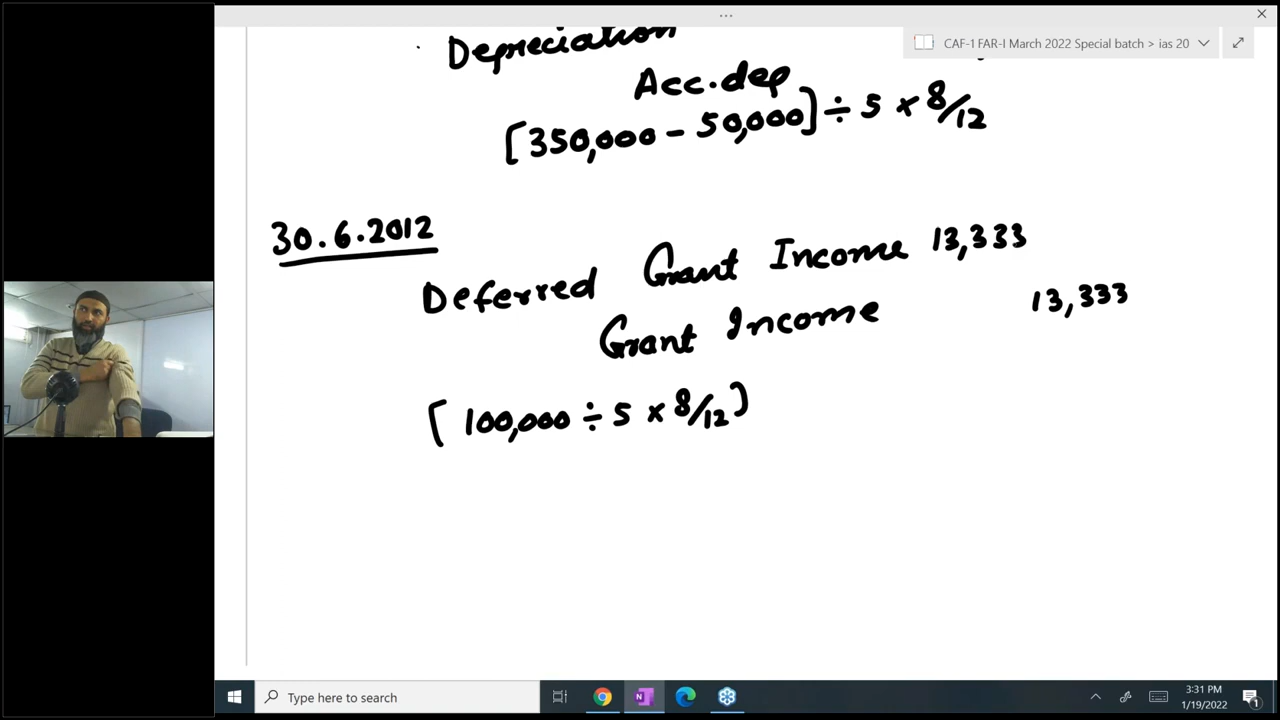 CAF-1 FAR-I March 2022 Special batch > ias 20
Depreciation
Acc.dep
[350,000 - 50,000] ÷ 5 × 8/12
30.6.2012
Deferred Grant Income 13,333
Grant Income 13,333
[100,000 ÷ 5 × 8/12]
Type here to search
3:31 PM
1/19/2022
1